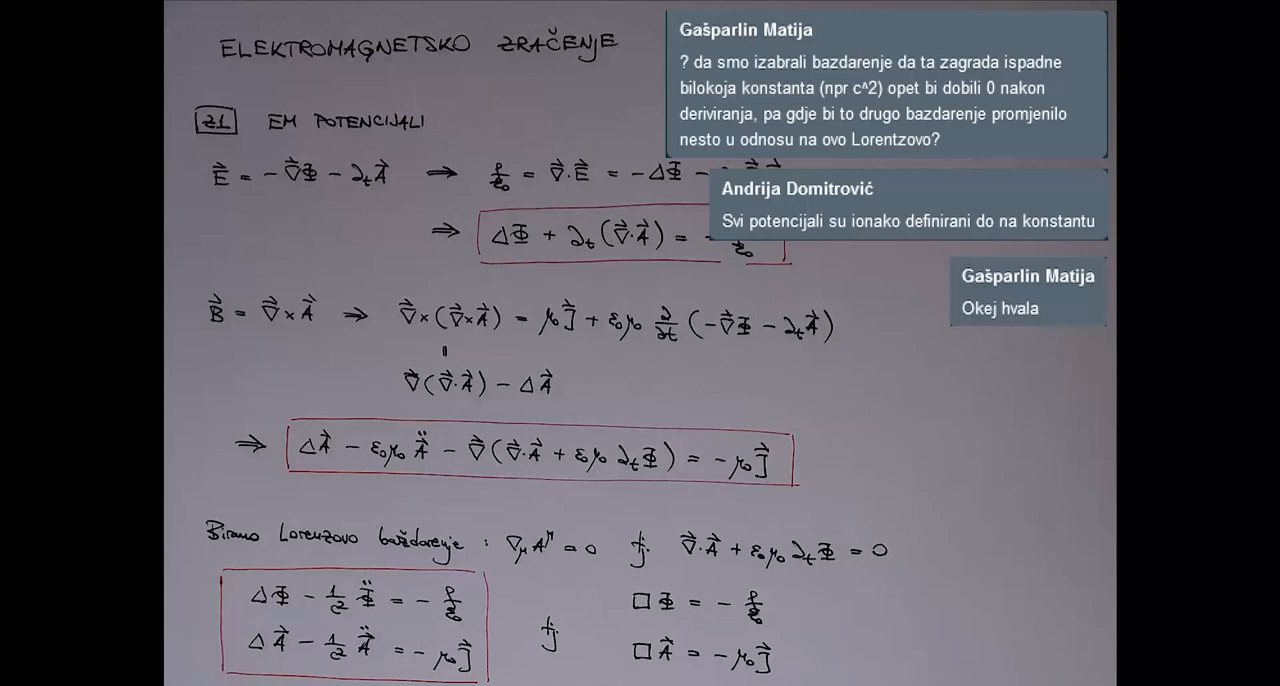 ELEKTROMAGNETSKO ZRAČENJE
Gašparlin Matija
? da smo izabrali bazdarenje da ta zagrada ispadne
bilokoja konstanta (npr c^2) opet bi dobili 0 nakon
deriviranja, pa gdje bi to drugo bazdarenje promjenilo
nesto u odnosu na ovo Lorentzovo?
Andrija Domitrović
Svi potencijali su ionako definirani do na konstantu
Gašparlin Matija
Okej hvala
Z1 EM POTENCIJALI
E⃗ = -∇⃗Φ - ∂ₜA⃗ ⇒ ρ/ε₀ = ∇⃗·E⃗ = -ΔΦ -
⇒ ΔΦ + ∂ₜ(∇⃗·A⃗) = - /ε₀
B⃗ = ∇⃗×A⃗ ⇒ ∇⃗×(∇⃗×A⃗) = μ₀J⃗ + ε₀μ₀ ∂/∂t (-∇⃗Φ - ∂ₜA⃗)
=
∇⃗(∇⃗·A⃗) - ΔA⃗
⇒ ΔA⃗ - ε₀μ₀ Ä⃗ - ∇⃗(∇⃗·A⃗ + ε₀μ₀ ∂ₜΦ) = -μ₀J⃗
Biramo Lorenzovo baždarenje : ∇_μ A^μ = 0 tj. ∇⃗·A⃗ + ε₀μ₀ ∂ₜΦ = 0
ΔΦ - 1/c² Φ̈ = - ρ/ε₀ tj □Φ = - ρ/ε₀
ΔA⃗ - 1/c² Ä⃗ = -μ₀J⃗ □A⃗ = -μ₀J⃗